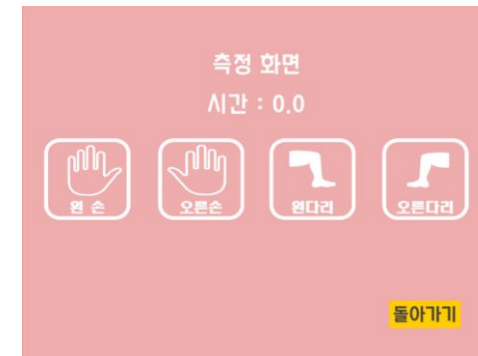 측정 화면
시간 : 0.0
왼 손
오른손
왼다리
오른다리
돌아가기